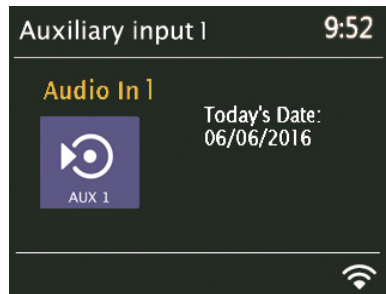 Auxiliary input 1
9:52
Audio In 1
Today's Date:
06/06/2016
AUX 1